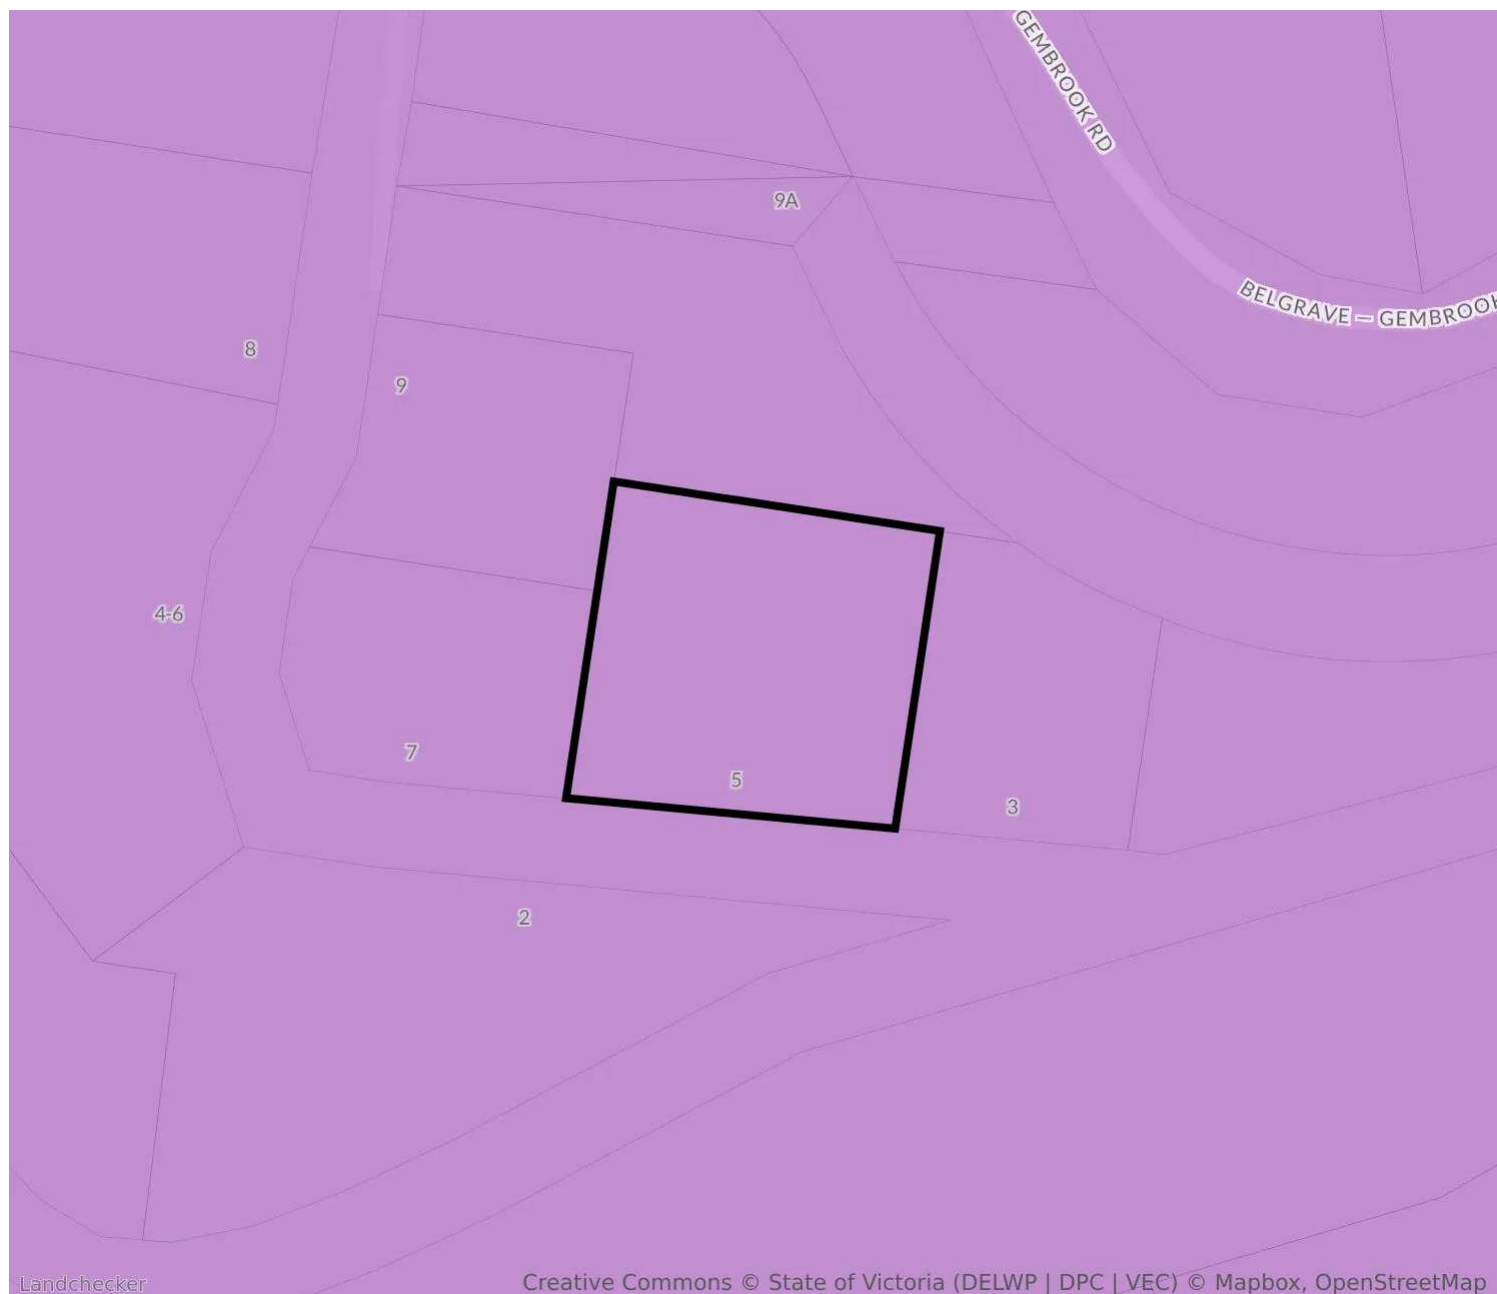 GEMBROOK RD
9A
BELGRAVE — GEMBROOK
8
9
4-6
7
5
3
2
Landchecker
Creative Commons © State of Victoria (DELWP | DPC | VEC) © Mapbox, OpenStreetMap